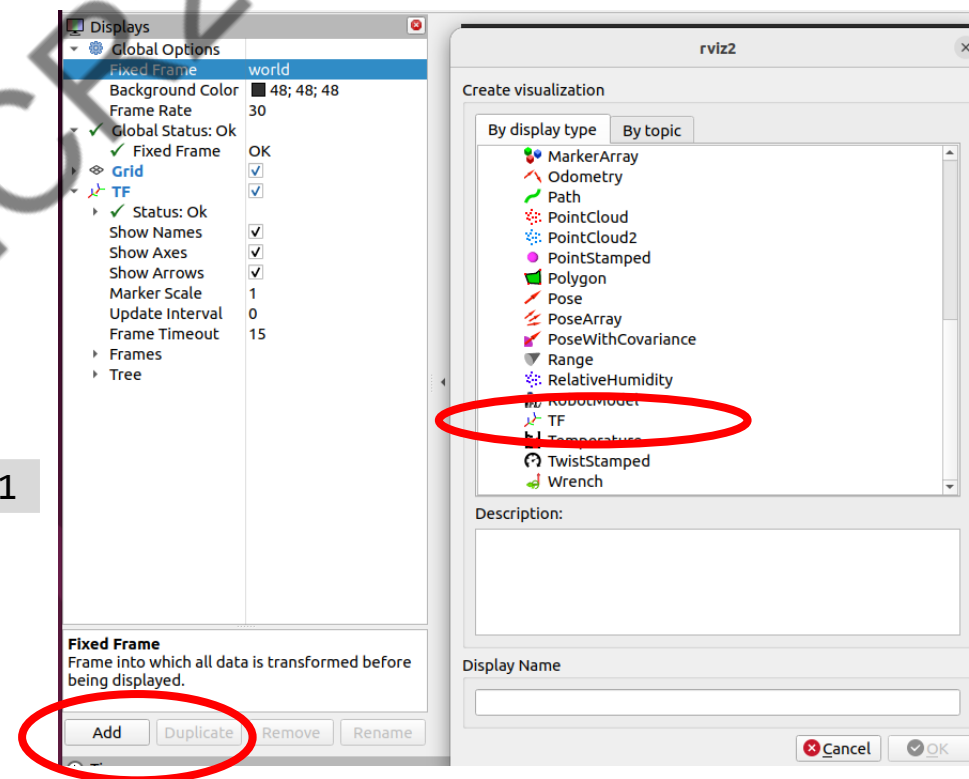 Displays
Global Options
Fixed Frame world
Background Color 48; 48; 48
Frame Rate 30
Global Status: Ok
Fixed Frame OK
Grid
TF
Status: Ok
Show Names
Show Axes
Show Arrows
Marker Scale 1
Update Interval 0
Frame Timeout 15
Frames
Tree
1
Fixed Frame
Frame into which all data is transformed before
being displayed.
Add Duplicate Remove Rename
rviz2
Create visualization
By display type By topic
MarkerArray
Odometry
Path
PointCloud
PointCloud2
PointStamped
Polygon
Pose
PoseArray
PoseWithCovariance
Range
RelativeHumidity
RobotModel
TF
Temperature
TwistStamped
Wrench
Description:
Display Name
Cancel OK